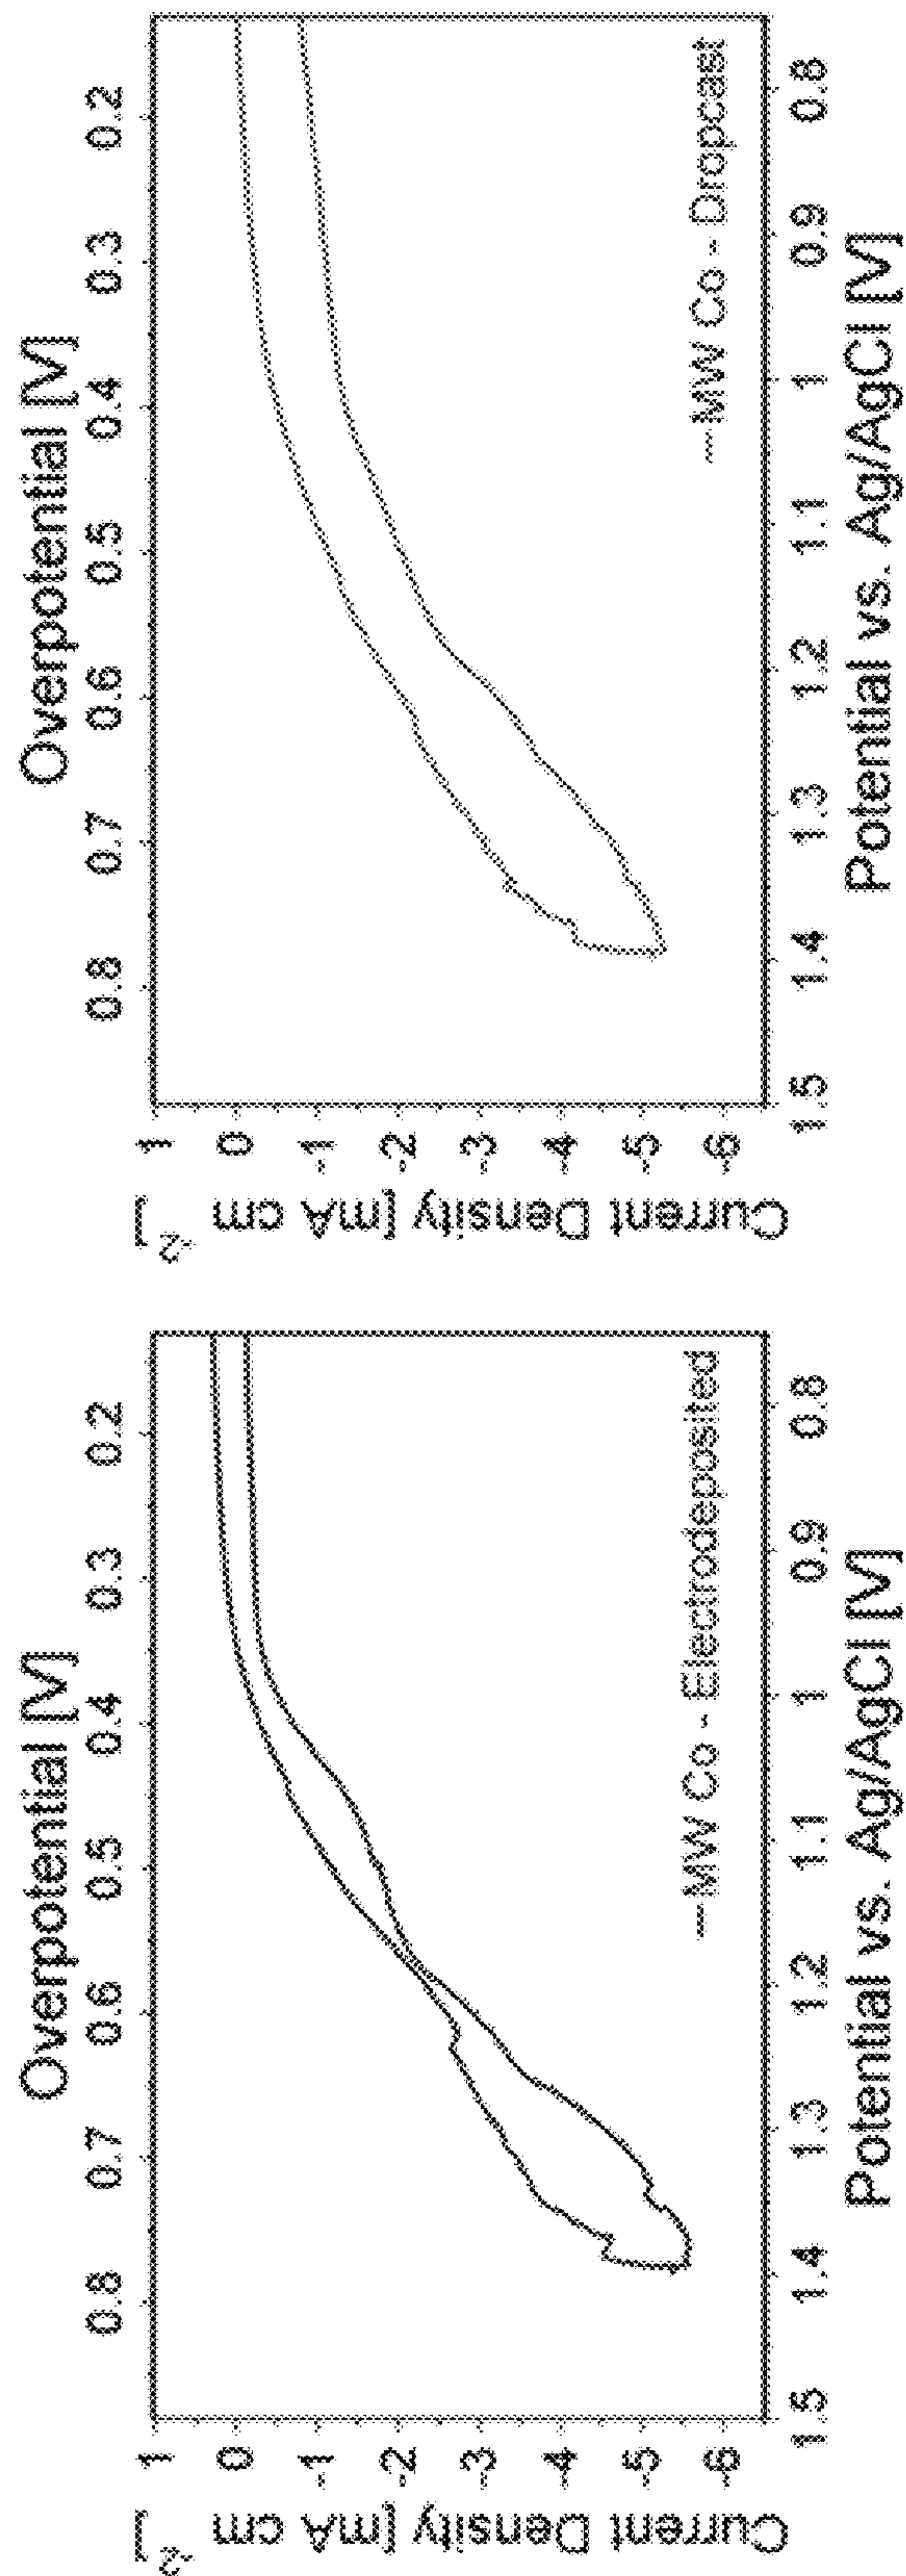 Overpotential [V]
0.8 0.7 0.6 0.5 0.4 0.3 0.2
Current Density [mA cm-2]
1
0
-1
-2
-3
-4
-5
-6
MW Co - Electrodeposited
1.5 1.4 1.3 1.2 1.1 1 0.9 0.8
Potential vs. Ag/AgCl [V]
Overpotential [V]
0.8 0.7 0.6 0.5 0.4 0.3 0.2
Current Density [mA cm-2]
1
0
-1
-2
-3
-4
-5
-6
MW Co - Dropcast
1.5 1.4 1.3 1.2 1.1 1 0.9 0.8
Potential vs. Ag/AgCl [V]